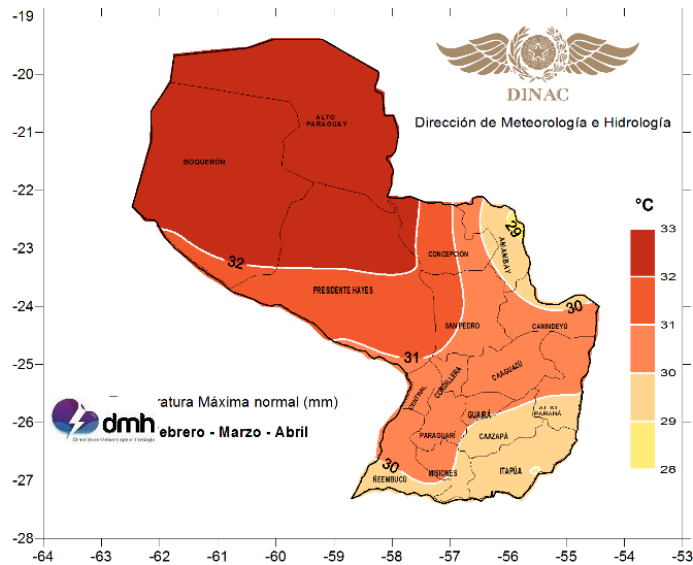 -19
-20
-21
-22
-23
-24
-25
-26
-27
-28
-64
-63
-62
-61
-60
-59
-58
-57
-56
-55
-54
-53
DINAC
Dirección de Meteorología e Hidrología
ALTO
PARAGUAY
BOQUERÓN
PRESIDENTE HAYES
CONCEPCIÓN
AMAMBAY
SAN PEDRO
CANINDEYÚ
CORDILLERA
CENTRAL
CAAGUAZÚ
GUAIRÁ
ALTO
PARANÁ
PARAGUARÍ
CAAZAPÁ
MISIONES
ITAPÚA
ÑEEMBUCÚ
32
31
30
30
29
°C
33
32
31
30
29
28
ratura Máxima normal (mm)
dmh
ebrero - Marzo - Abril